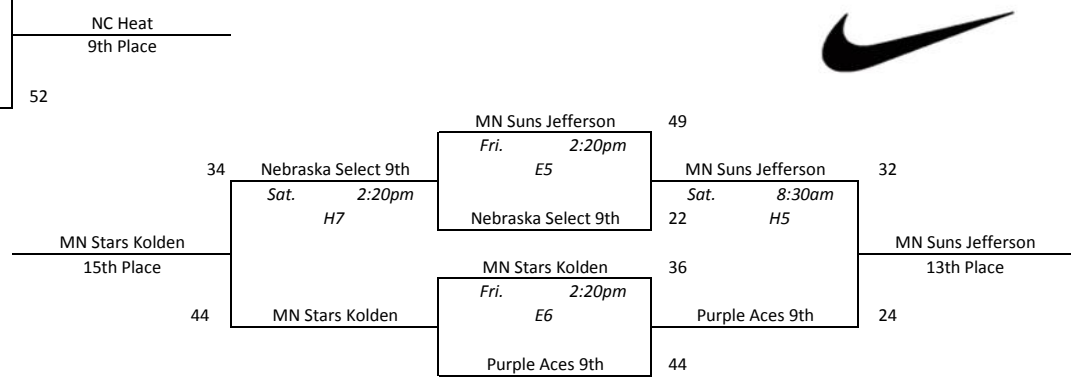 NC Heat
9th Place
52
MN Suns Jefferson 49
Fri. 2:20pm
34 Nebraska Select 9th E5 MN Suns Jefferson 32
Sat. 2:20pm Sat. 8:30am
H7 Nebraska Select 9th 22 H5
MN Stars Kolden MN Suns Jefferson
15th Place MN Stars Kolden 36 13th Place
Fri. 2:20pm
44 MN Stars Kolden E6 Purple Aces 9th 24
Purple Aces 9th 44